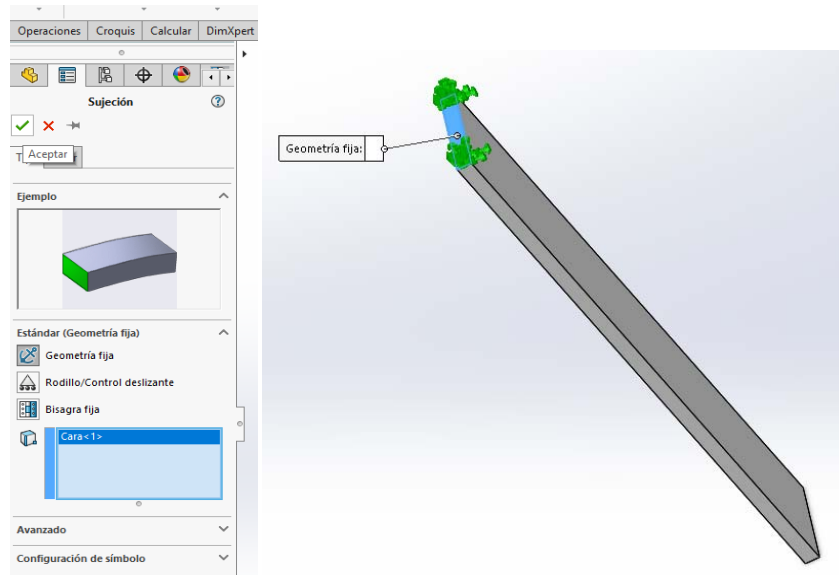 Operaciones Croquis Calcular DimXpert
Sujeción
Aceptar
T
Ejemplo
Estándar (Geometría fija)
Geometría fija
Rodillo/Control deslizante
Bisagra fija
Cara<1>
Avanzado
Configuración de símbolo
Geometría fija: